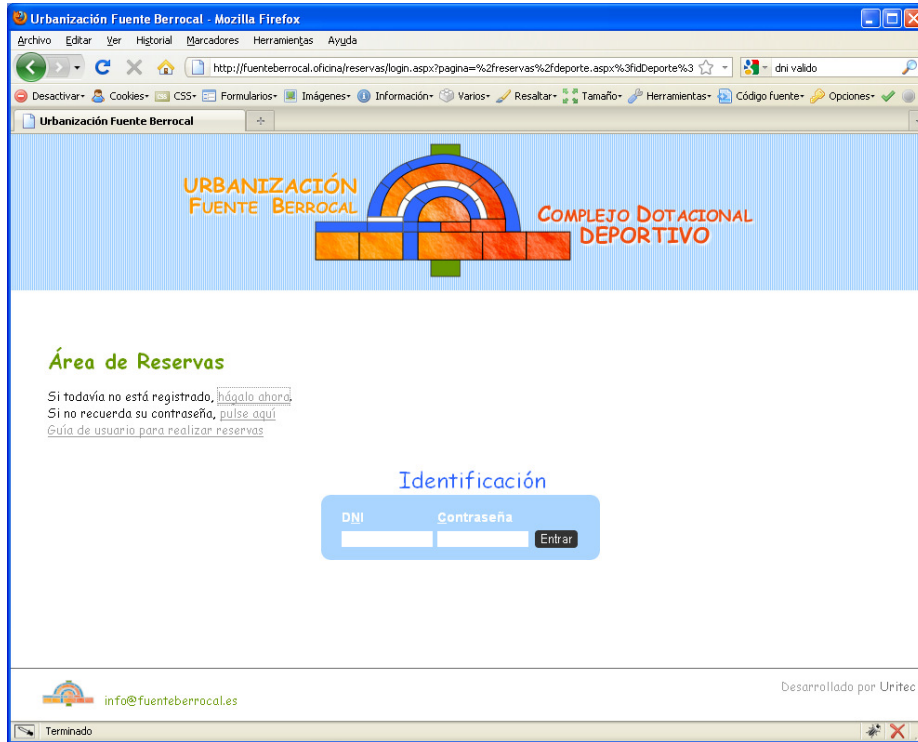 Urbanización Fuente Berrocal - Mozilla Firefox
Archivo Editar Ver Historial Marcadores Herramientas Ayuda
http://fuenteberrocal.oficina/reservas/login.aspx?pagina=%2freservas%2fdeporte.aspx%3fidDeporte%3 dni valido
Desactivar Cookies CSS Formularios Imágenes Información Varios Resaltar Tamaño Herramientas Código fuente Opciones
Urbanización Fuente Berrocal
URBANIZACIÓN
FUENTE BERROCAL
COMPLEJO DOTACIONAL
DEPORTIVO
Área de Reservas
Si todavía no está registrado, hágalo ahora.
Si no recuerda su contraseña, pulse aquí
Guía de usuario para realizar reservas
Identificación
DNI Contraseña
Entrar
info@fuenteberrocal.es
Desarrollado por Uritec
Terminado